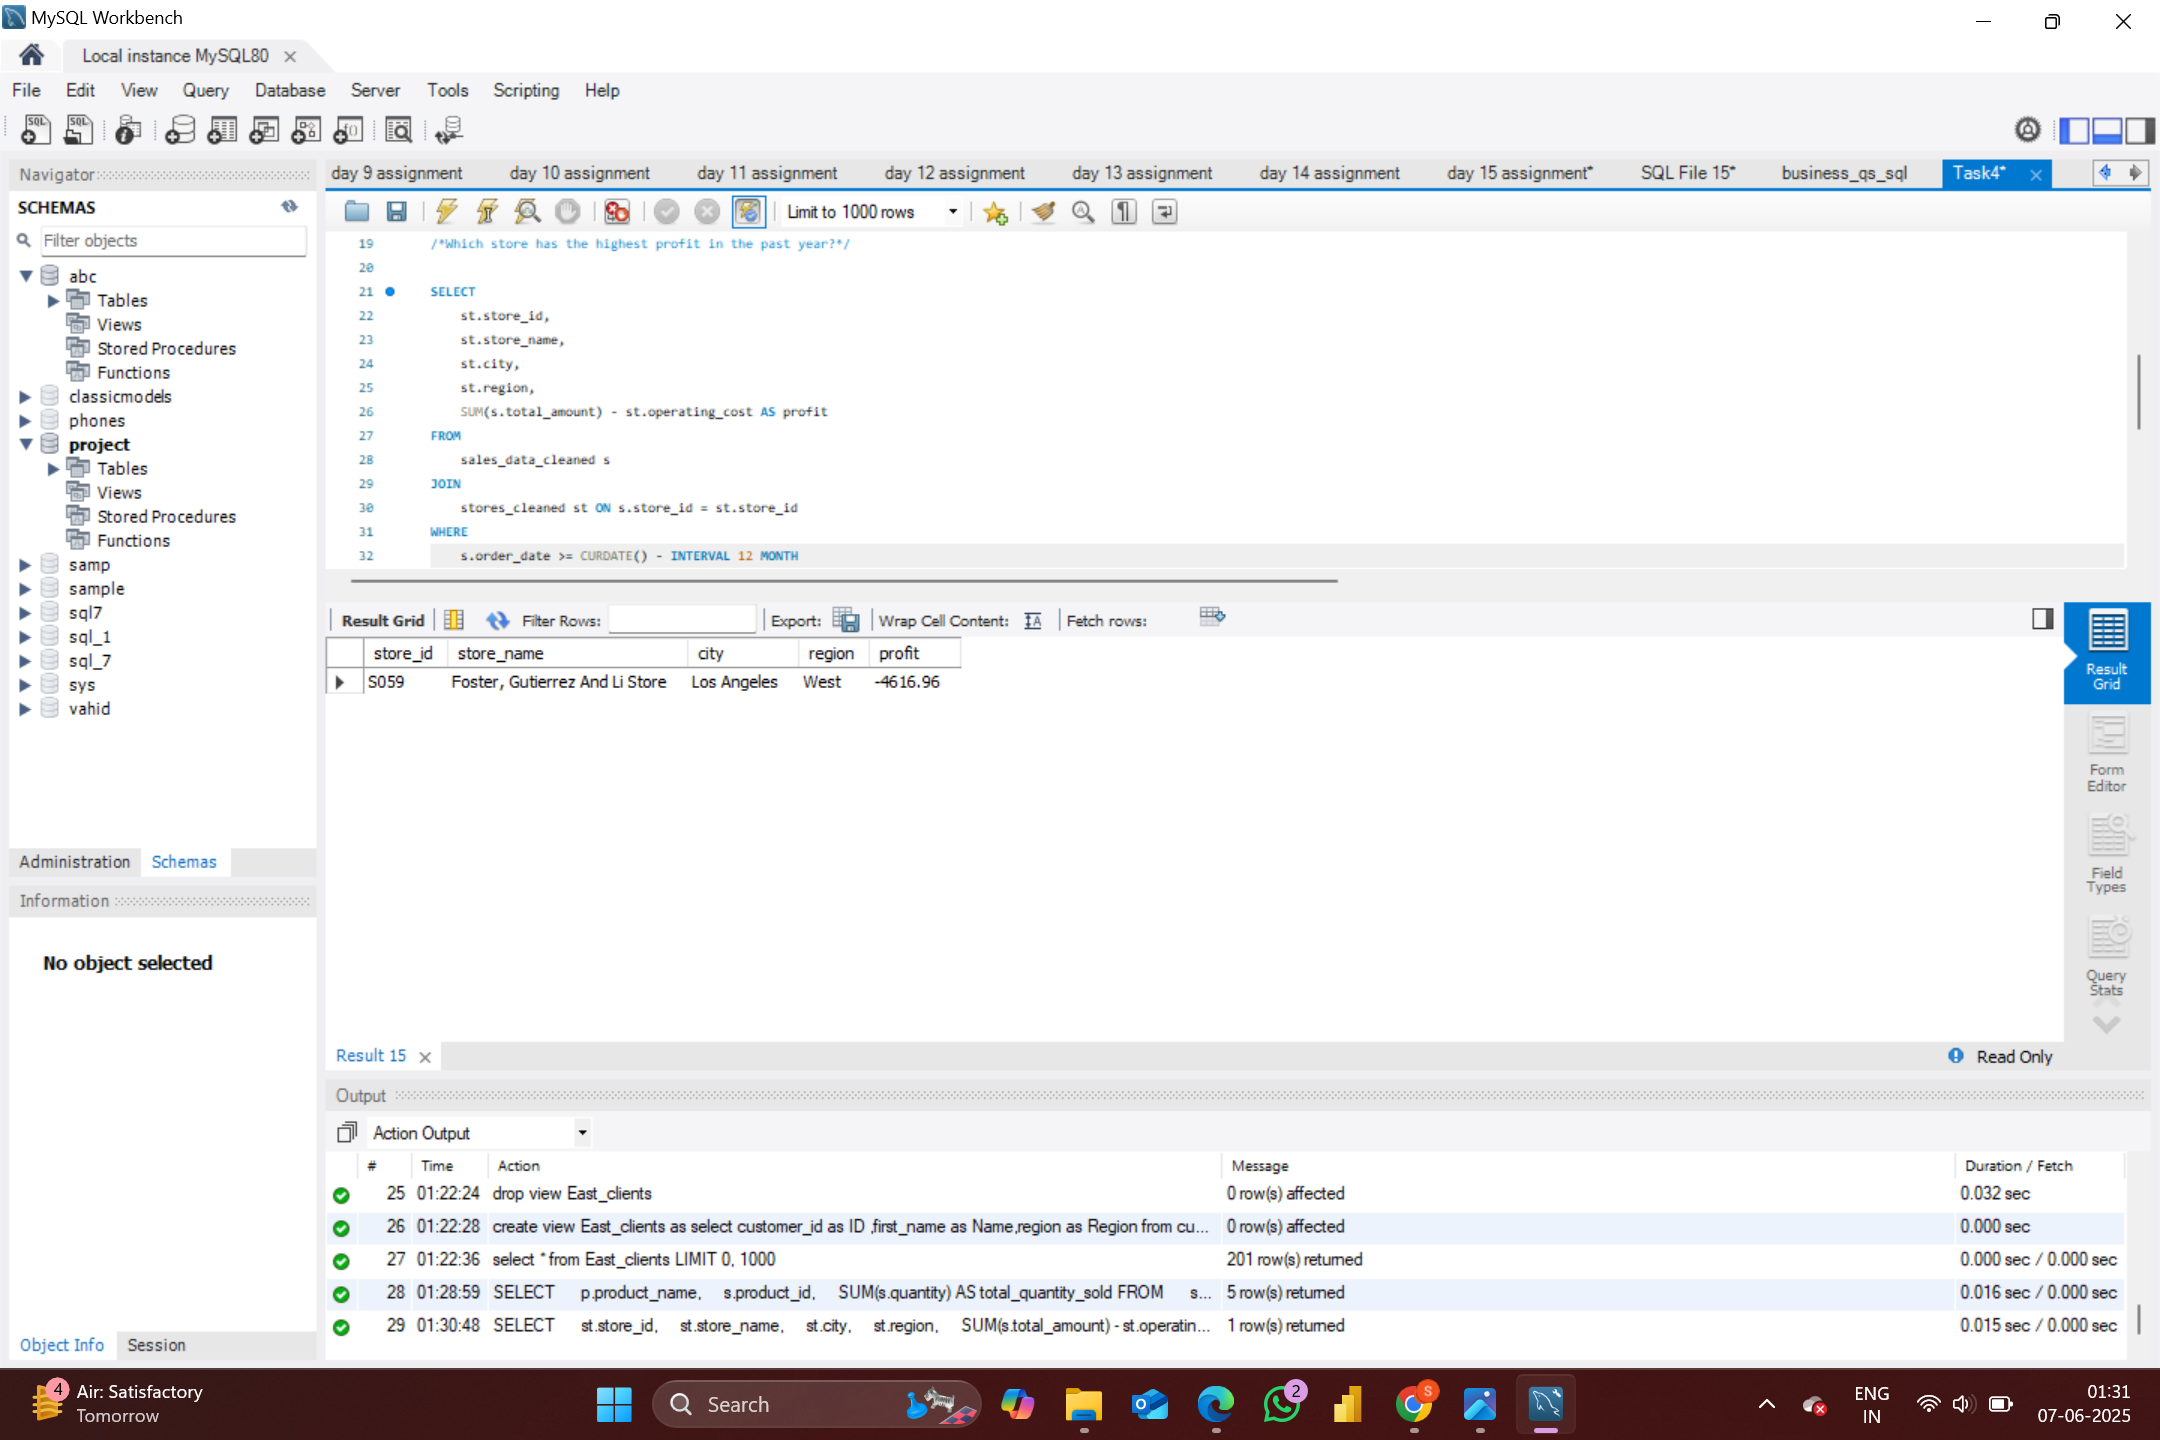 MySQL Workbench
Local instance MySQL80
File Edit View Query Database Server Tools Scripting Help
Navigator
SCHEMAS
Filter objects
abc
Tables
Views
Stored Procedures
Functions
classicmodels
phones
project
Tables
Views
Stored Procedures
Functions
samp
sample
sql7
sql_1
sql_7
sys
vahid
Administration Schemas
Information
No object selected
Object Info Session
day 9 assignment day 10 assignment day 11 assignment day 12 assignment day 13 assignment day 14 assignment day 15 assignment* SQL File 15* business_qs_sql Task4*
Limit to 1000 rows
19 /*Which store has the highest profit in the past year?*/
20
21 SELECT
22 st.store_id,
23 st.store_name,
24 st.city,
25 st.region,
26 SUM(s.total_amount) - st.operating_cost AS profit
27 FROM
28 sales_data_cleaned s
29 JOIN
30 stores_cleaned st ON s.store_id = st.store_id
31 WHERE
32 s.order_date >= CURDATE() - INTERVAL 12 MONTH
Result Grid Filter Rows: Export: Wrap Cell Content: Fetch rows:
store_id store_name city region profit
S059 Foster, Gutierrez And Li Store Los Angeles West -4616.96
Result
Grid
Form
Editor
Field
Types
Query
Stats
Result 15 Read Only
Output
Action Output
# Time Action Message Duration / Fetch
25 01:22:24 drop view East_clients 0 row(s) affected 0.032 sec
26 01:22:28 create view East_clients as select customer_id as ID ,first_name as Name,region as Region from cu... 0 row(s) affected 0.000 sec
27 01:22:36 select * from East_clients LIMIT 0, 1000 201 row(s) returned 0.000 sec / 0.000 sec
28 01:28:59 SELECT p.product_name, s.product_id, SUM(s.quantity) AS total_quantity_sold FROM s... 5 row(s) returned 0.016 sec / 0.000 sec
29 01:30:48 SELECT st.store_id, st.store_name, st.city, st.region, SUM(s.total_amount) - st.operatin... 1 row(s) returned 0.015 sec / 0.000 sec
4 Air: Satisfactory
Tomorrow
Search
2
S
ENG
IN
01:31
07-06-2025